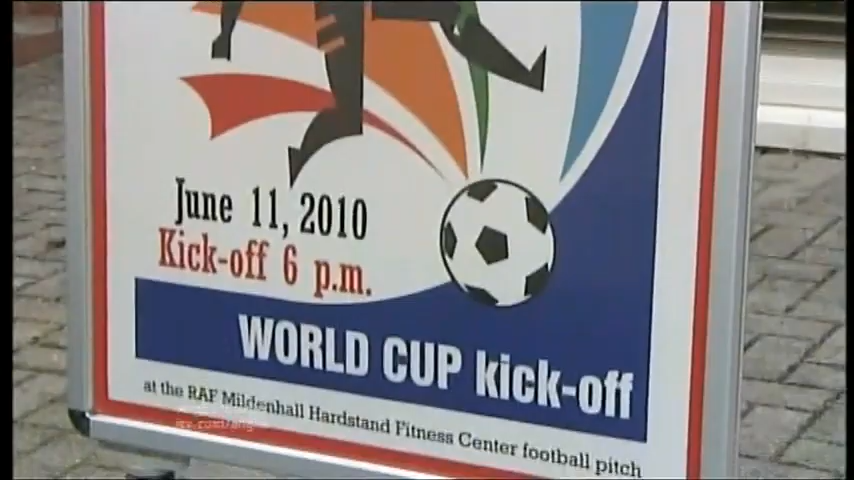 June 11, 2010
Kick-off 6 p.m.
WORLD CUP kick-off
at the RAF Mildenhall Hardstand Fitness Center football pitch